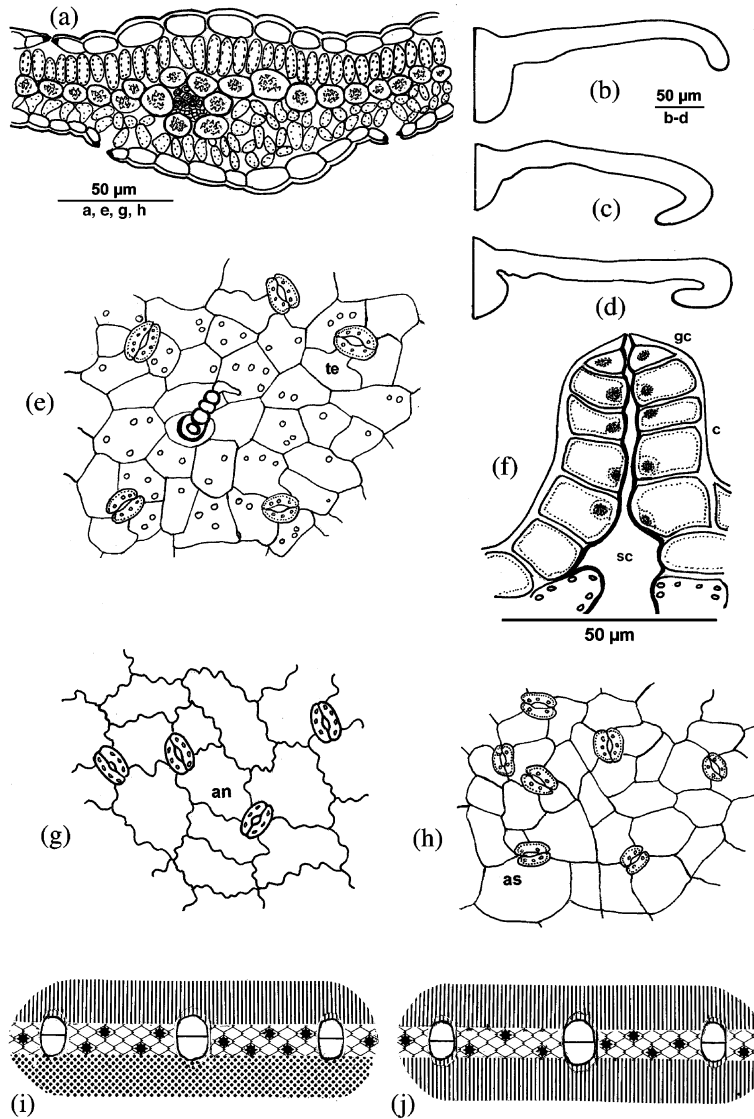 (a)
50 µm
a, e, g, h
(b)
50 µm
b-d
(c)
(d)
(e)
te
gc
c
(f)
sc
50 µm
(g)
an
(h)
as
(i)
(j)